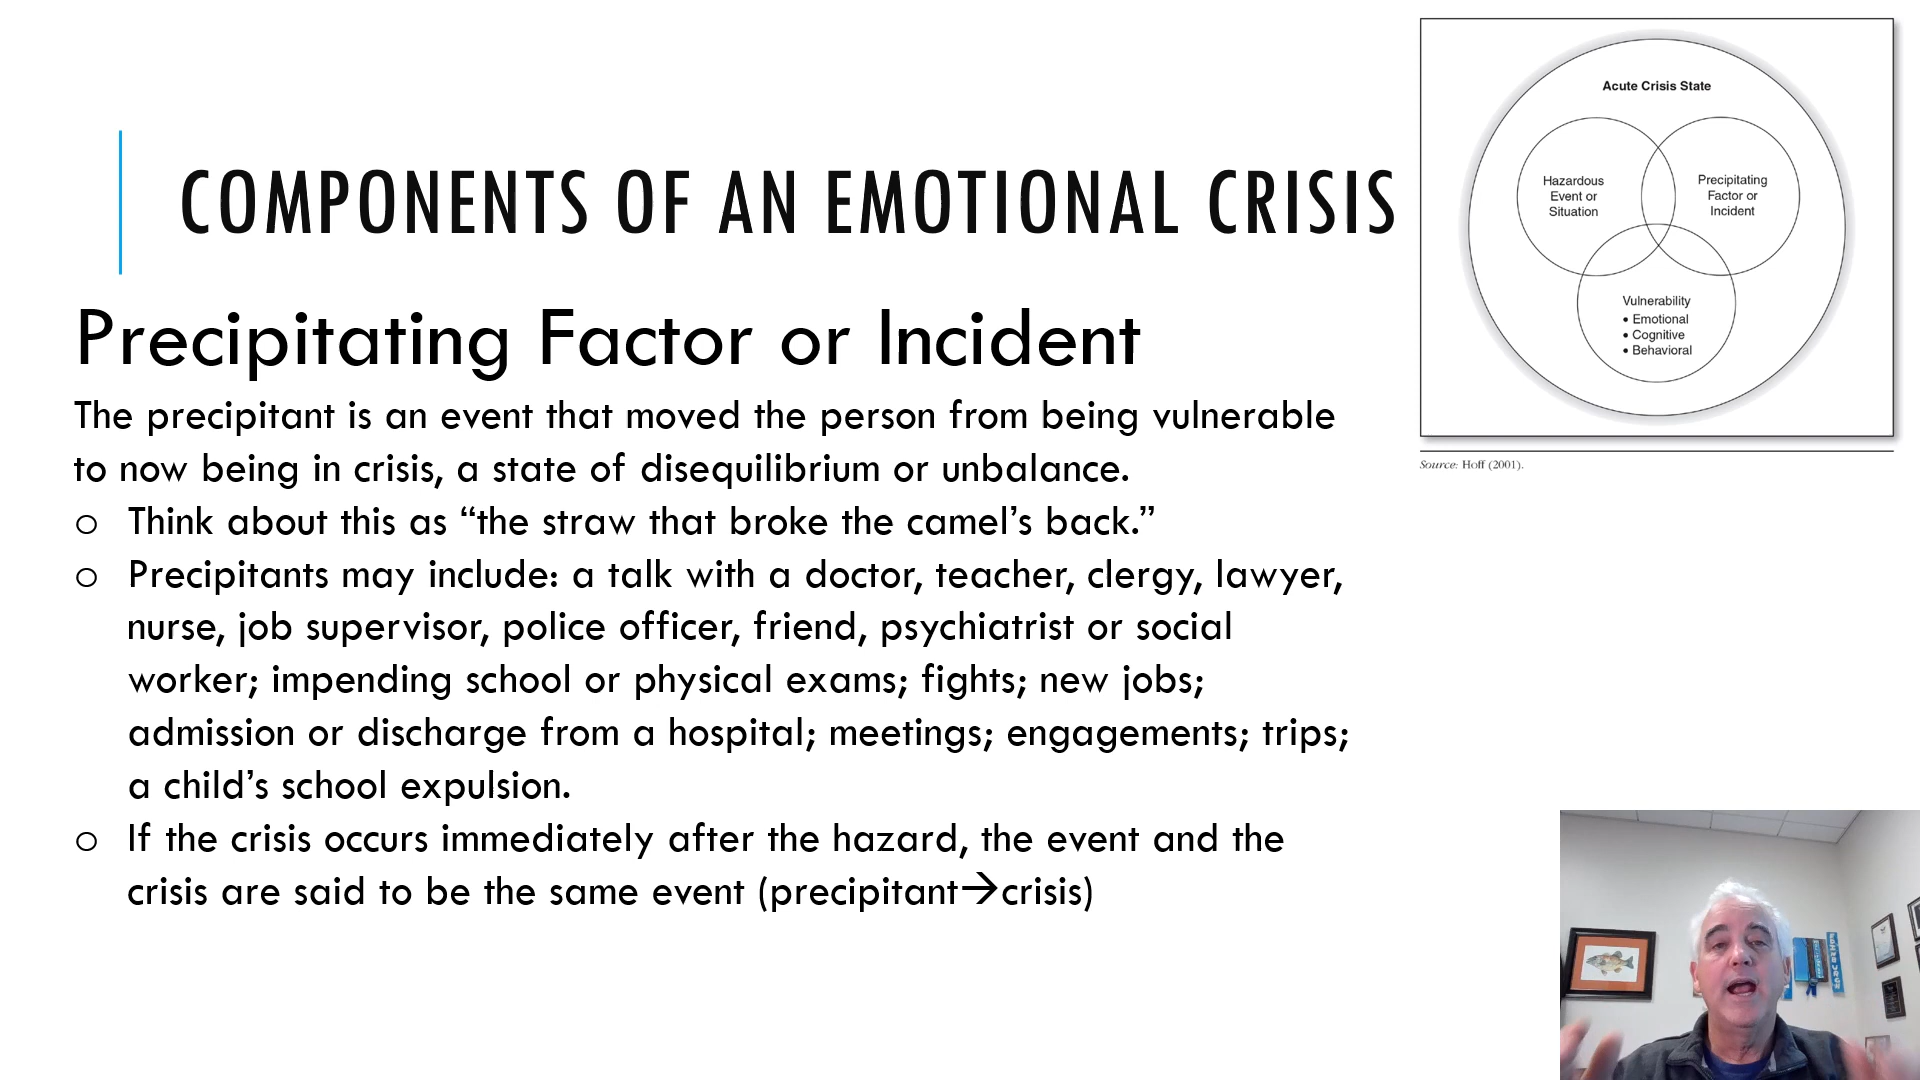 COMPONENTS OF AN EMOTIONAL CRISIS
Precipitating Factor or Incident
The precipitant is an event that moved the person from being vulnerable
to now being in crisis, a state of disequilibrium or unbalance.
o Think about this as “the straw that broke the camel’s back.”
o Precipitants may include: a talk with a doctor, teacher, clergy, lawyer,
nurse, job supervisor, police officer, friend, psychiatrist or social
worker; impending school or physical exams; fights; new jobs;
admission or discharge from a hospital; meetings; engagements; trips;
a child’s school expulsion.
o If the crisis occurs immediately after the hazard, the event and the
crisis are said to be the same event (precipitant→crisis)
Acute Crisis State
Hazardous
Event or
Situation
Precipitating
Factor or
Incident
Vulnerability
• Emotional
• Cognitive
• Behavioral
Source: Hoff (2001).